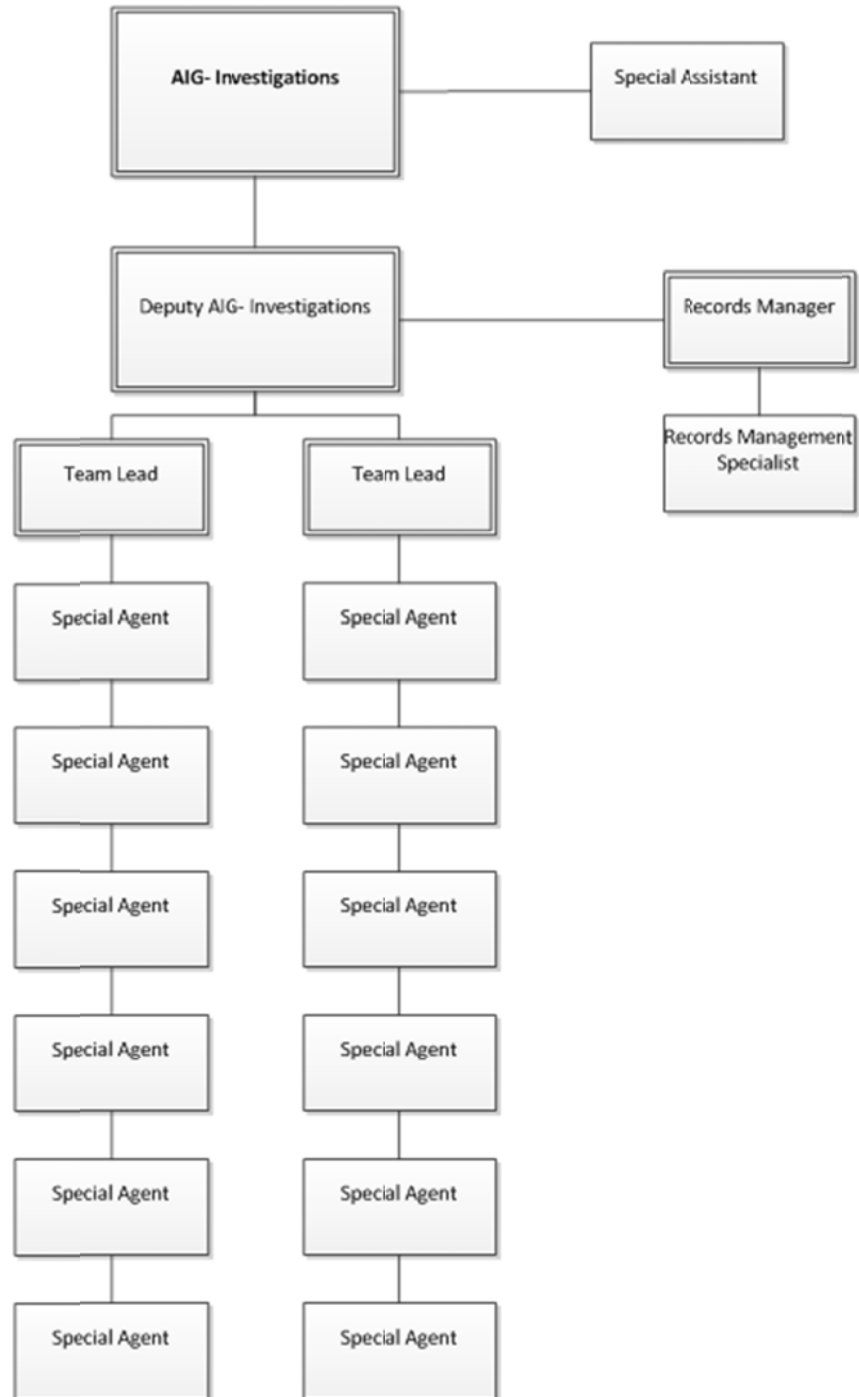 AIG- Investigations
Special Assistant
Deputy AIG- Investigations
Records Manager
Records Management
Specialist
Team Lead
Team Lead
Special Agent
Special Agent
Special Agent
Special Agent
Special Agent
Special Agent
Special Agent
Special Agent
Special Agent
Special Agent
Special Agent
Special Agent